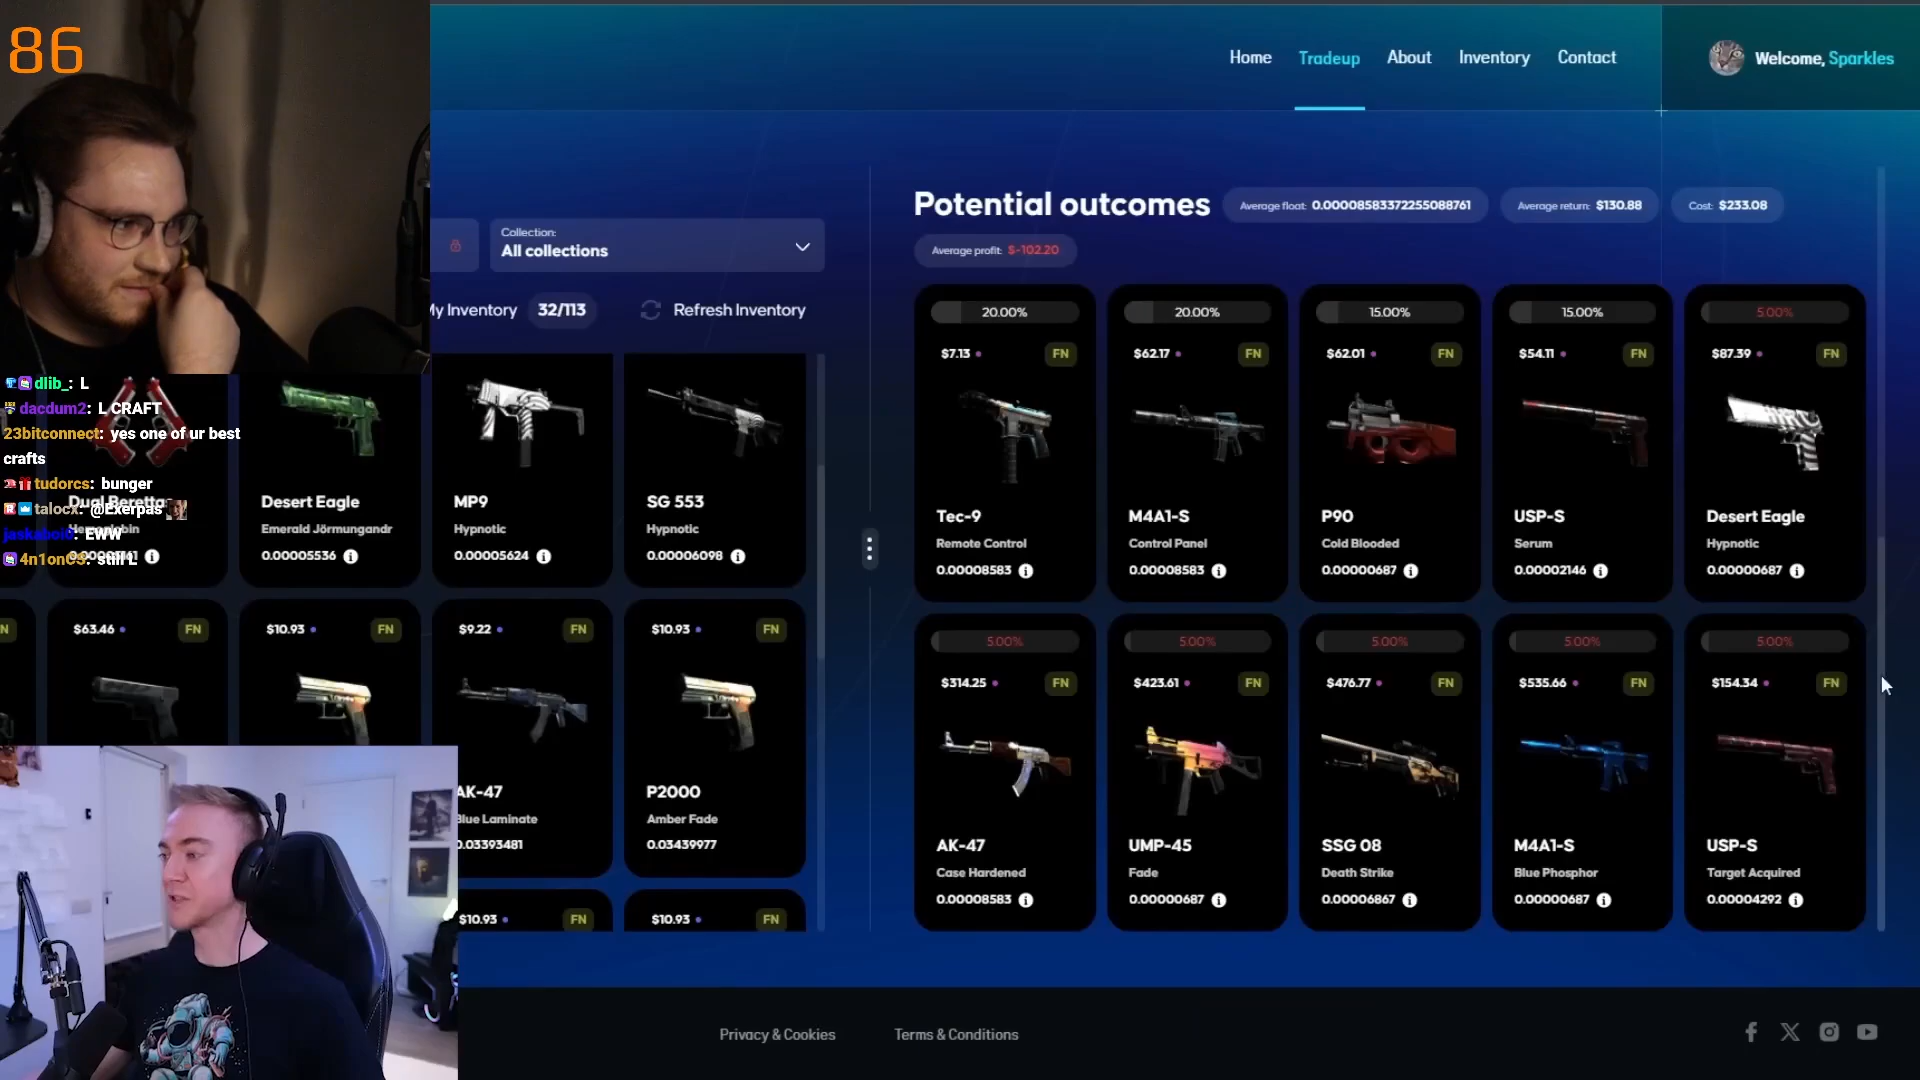 86
Home
Tradeup
About
Inventory
Contact
Welcome, Sparkles
Potential outcomes
Average float: 0.00008583372255088761
Average return: $130.88
Cost: $233.08
Average profit: $-102.20
Collection:
All collections
My Inventory 32/113
Refresh Inventory
dlib_: L
dacdum2: L CRAFT
23bitconnect: yes one of ur best
crafts
tudorcs: bunger
talocx: @Exerpas
EWW
4n1onCS: still L
Dual Berettas
Hemoglobin
Desert Eagle
Emerald Jörmungandr
0.00005536
MP9
Hypnotic
0.00005624
SG 553
Hypnotic
0.00006098
N
$63.46
FN
$10.93
FN
$9.22
FN
AK-47
Blue Laminate
0.03393481
$10.93
FN
P2000
Amber Fade
0.03439977
$10.93
FN
$10.93
FN
20.00%
$7.13
FN
Tec-9
Remote Control
0.00008583
20.00%
$62.17
FN
M4A1-S
Control Panel
0.00008583
15.00%
$62.01
FN
P90
Cold Blooded
0.00000687
15.00%
$54.11
FN
USP-S
Serum
0.00002146
5.00%
$87.39
FN
Desert Eagle
Hypnotic
0.00000687
5.00%
$314.25
FN
AK-47
Case Hardened
0.00008583
5.00%
$423.61
FN
UMP-45
Fade
0.00000687
5.00%
$476.77
FN
SSG 08
Death Strike
0.00006867
5.00%
$535.66
FN
M4A1-S
Blue Phosphor
0.00000687
5.00%
$154.34
FN
USP-S
Target Acquired
0.00004292
Privacy & Cookies
Terms & Conditions